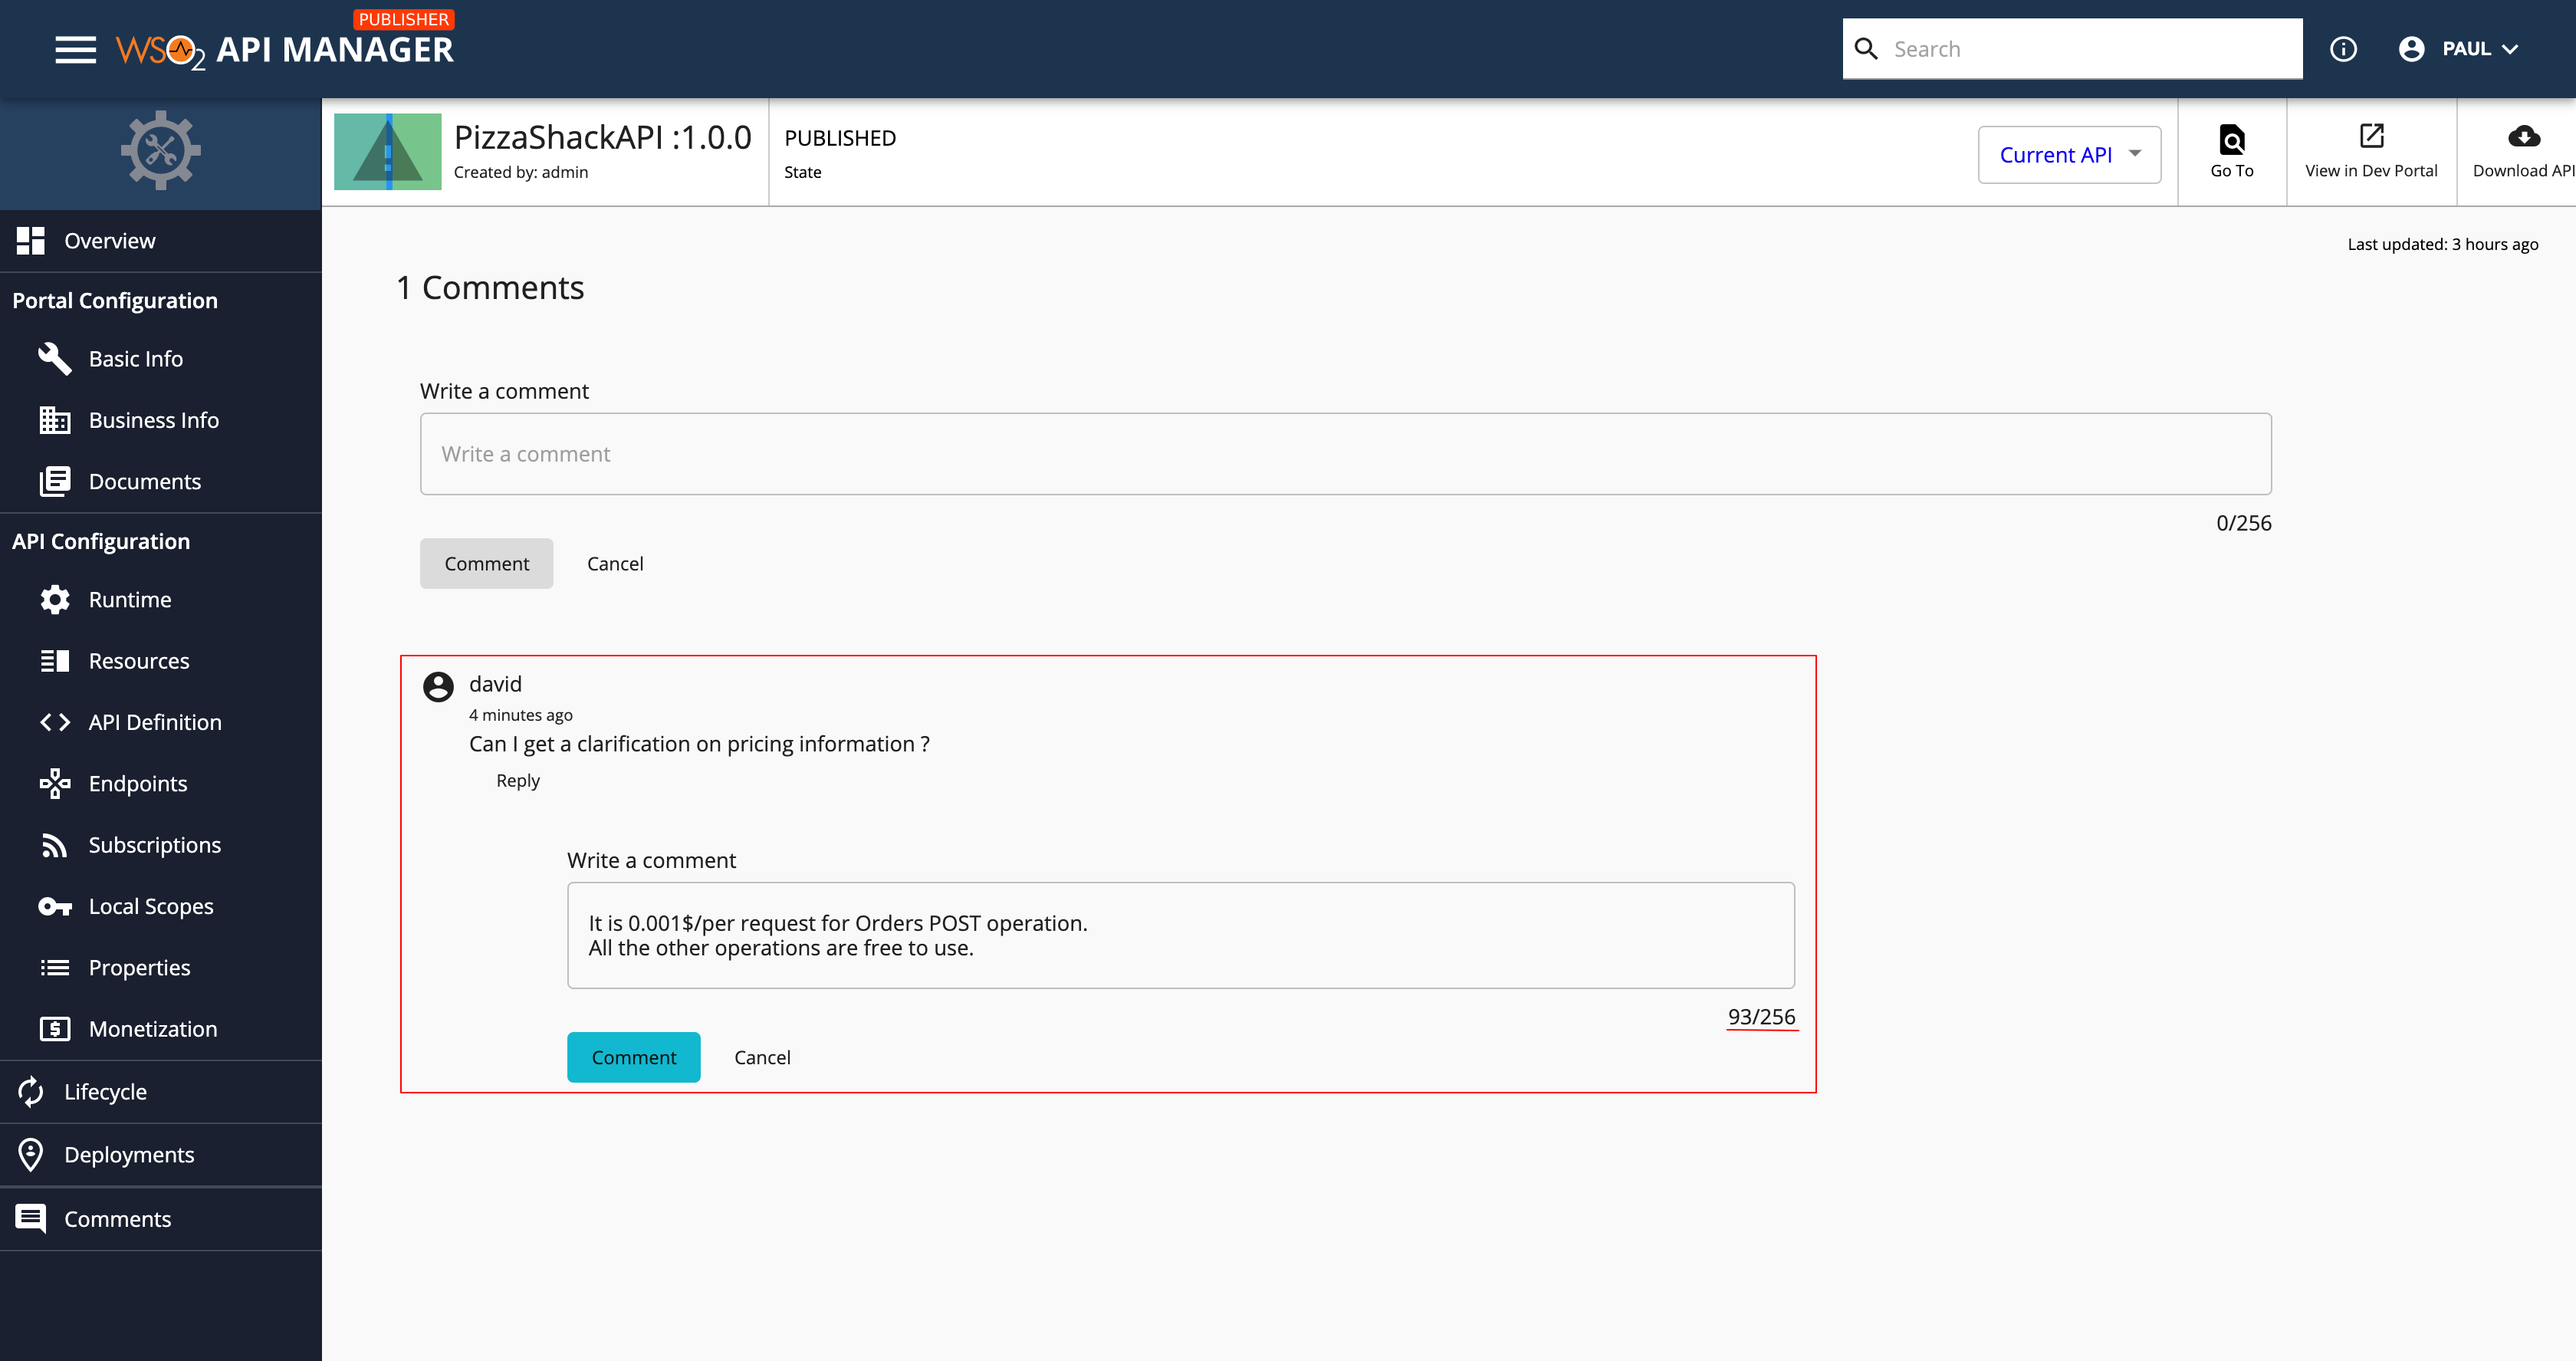 PUBLISHER
WSO2 API MANAGER
Search
PAUL
PizzaShackAPI :1.0.0
Created by: admin
PUBLISHED
State
Current API
Go To
View in Dev Portal
Download API
Last updated: 3 hours ago
Overview
Portal Configuration
Basic Info
Business Info
Documents
API Configuration
Runtime
Resources
API Definition
Endpoints
Subscriptions
Local Scopes
Properties
Monetization
Lifecycle
Deployments
Comments
1 Comments
Write a comment
Write a comment
0/256
Comment
Cancel
david
4 minutes ago
Can I get a clarification on pricing information ?
Reply
Write a comment
It is 0.001$/per request for Orders POST operation.
All the other operations are free to use.
93/256
Comment
Cancel